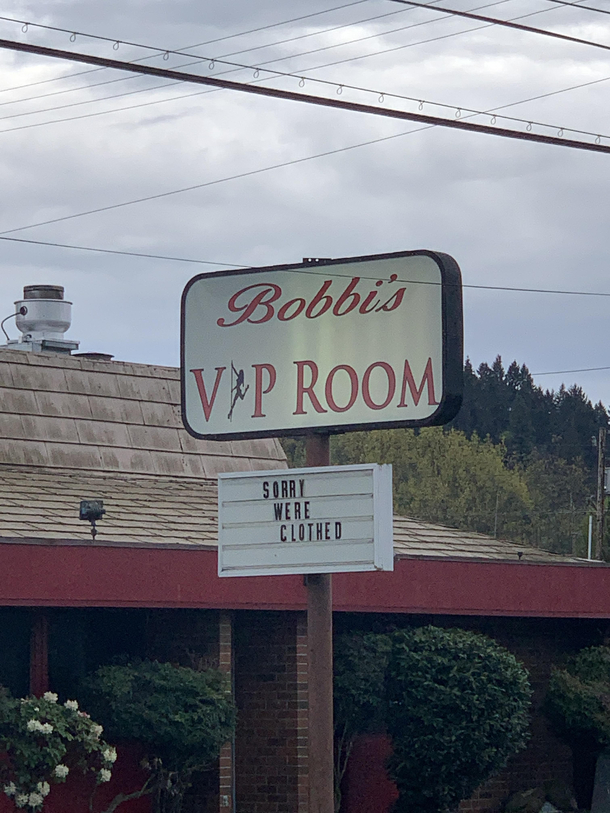 Bobbi's
VIP ROOM
SORRY
WERE
CLOTHED